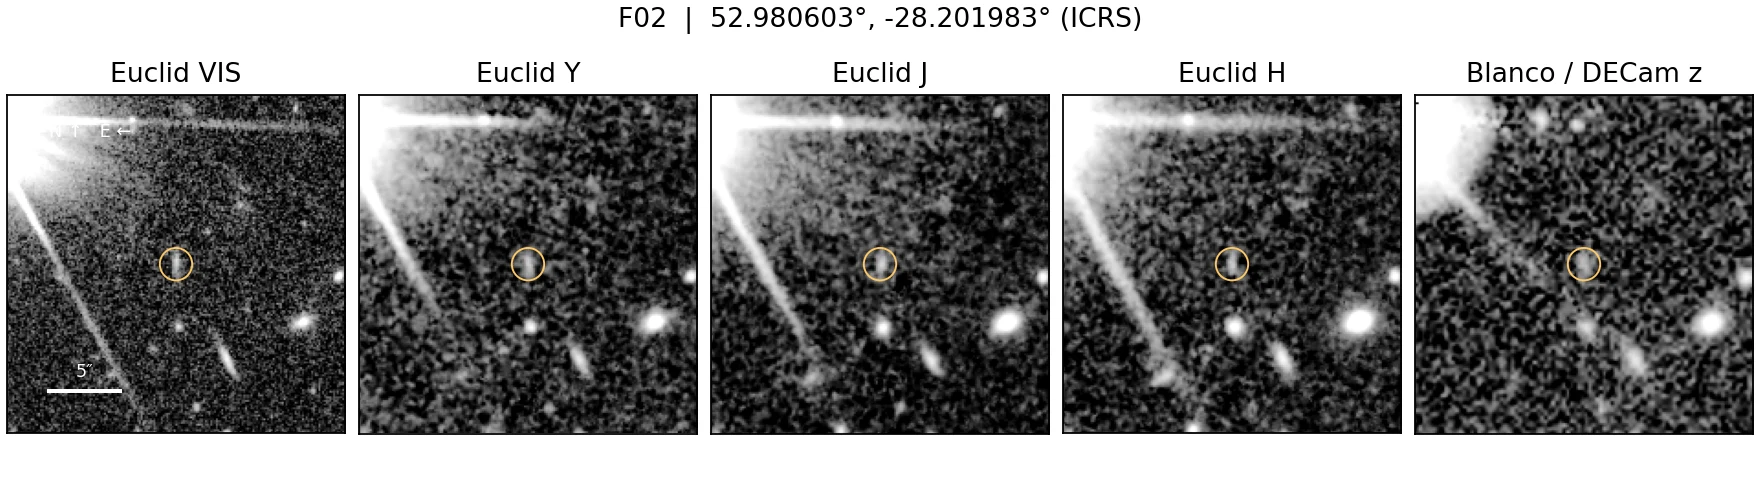 F02 | 52.980603°, -28.201983° (ICRS)
Euclid VIS
Euclid Y
Euclid J
Euclid H
Blanco / DECam z
N ↑ E ←
5″